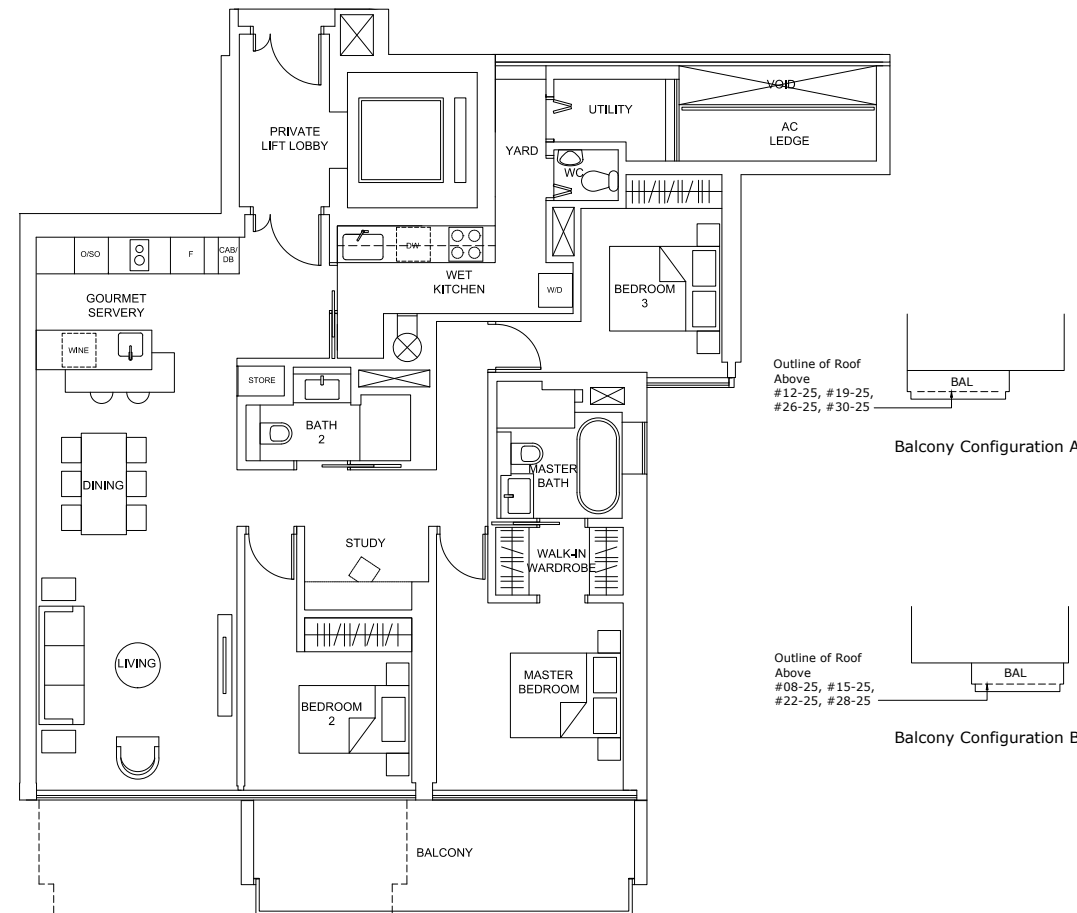 VOID
UTILITY
AC
LEDGE
PRIVATE
LIFT LOBBY
YARD
WC
O/SO
F
CAB/
DB
DW
WET
KITCHEN
W/D
BEDROOM
3
GOURMET
SERVERY
WINE
STORE
BATH
2
MASTER
BATH
DINING
STUDY
WALK-IN
WARDROBE
LIVING
BEDROOM
2
MASTER
BEDROOM
BALCONY
Outline of Roof
Above
#12-25, #19-25,
#26-25, #30-25
BAL
Balcony Configuration A
Outline of Roof
Above
#08-25, #15-25,
#22-25, #28-25
BAL
Balcony Configuration B